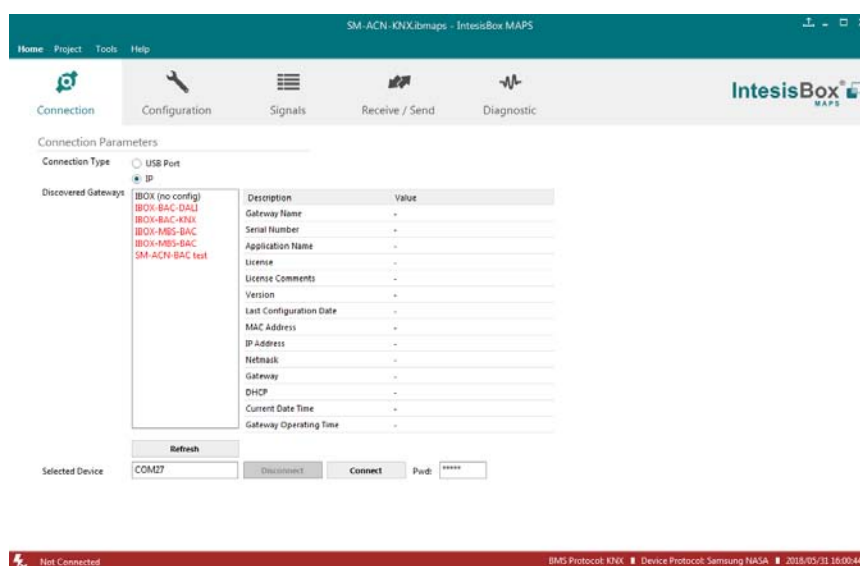 SM-ACN-KNX.ibmaps - IntesisBox MAPS
Home Project Tools Help
Connection Configuration Signals Receive / Send Diagnostic
IntesisBox®
MAPS
Connection Parameters
Connection Type
USB Port
IP
Discovered Gateways
IBOX (no config)
IBOX-BAC-DALI
IBOX-BAC-KNX
IBOX-MBS-BAC
IBOX-MBS-BAC
SM-ACN-BAC test
Description Value
Gateway Name -
Serial Number -
Application Name -
License -
License Comments -
Version -
Last Configuration Date -
MAC Address -
IP Address -
Netmask -
Gateway -
DHCP -
Current Date Time -
Gateway Operating Time -
Refresh
Selected Device COM27 Disconnect Connect Pwd: *****
Not Connected BMS Protocol: KNX Device Protocol: Samsung NASA 2018/05/31 16:00:44